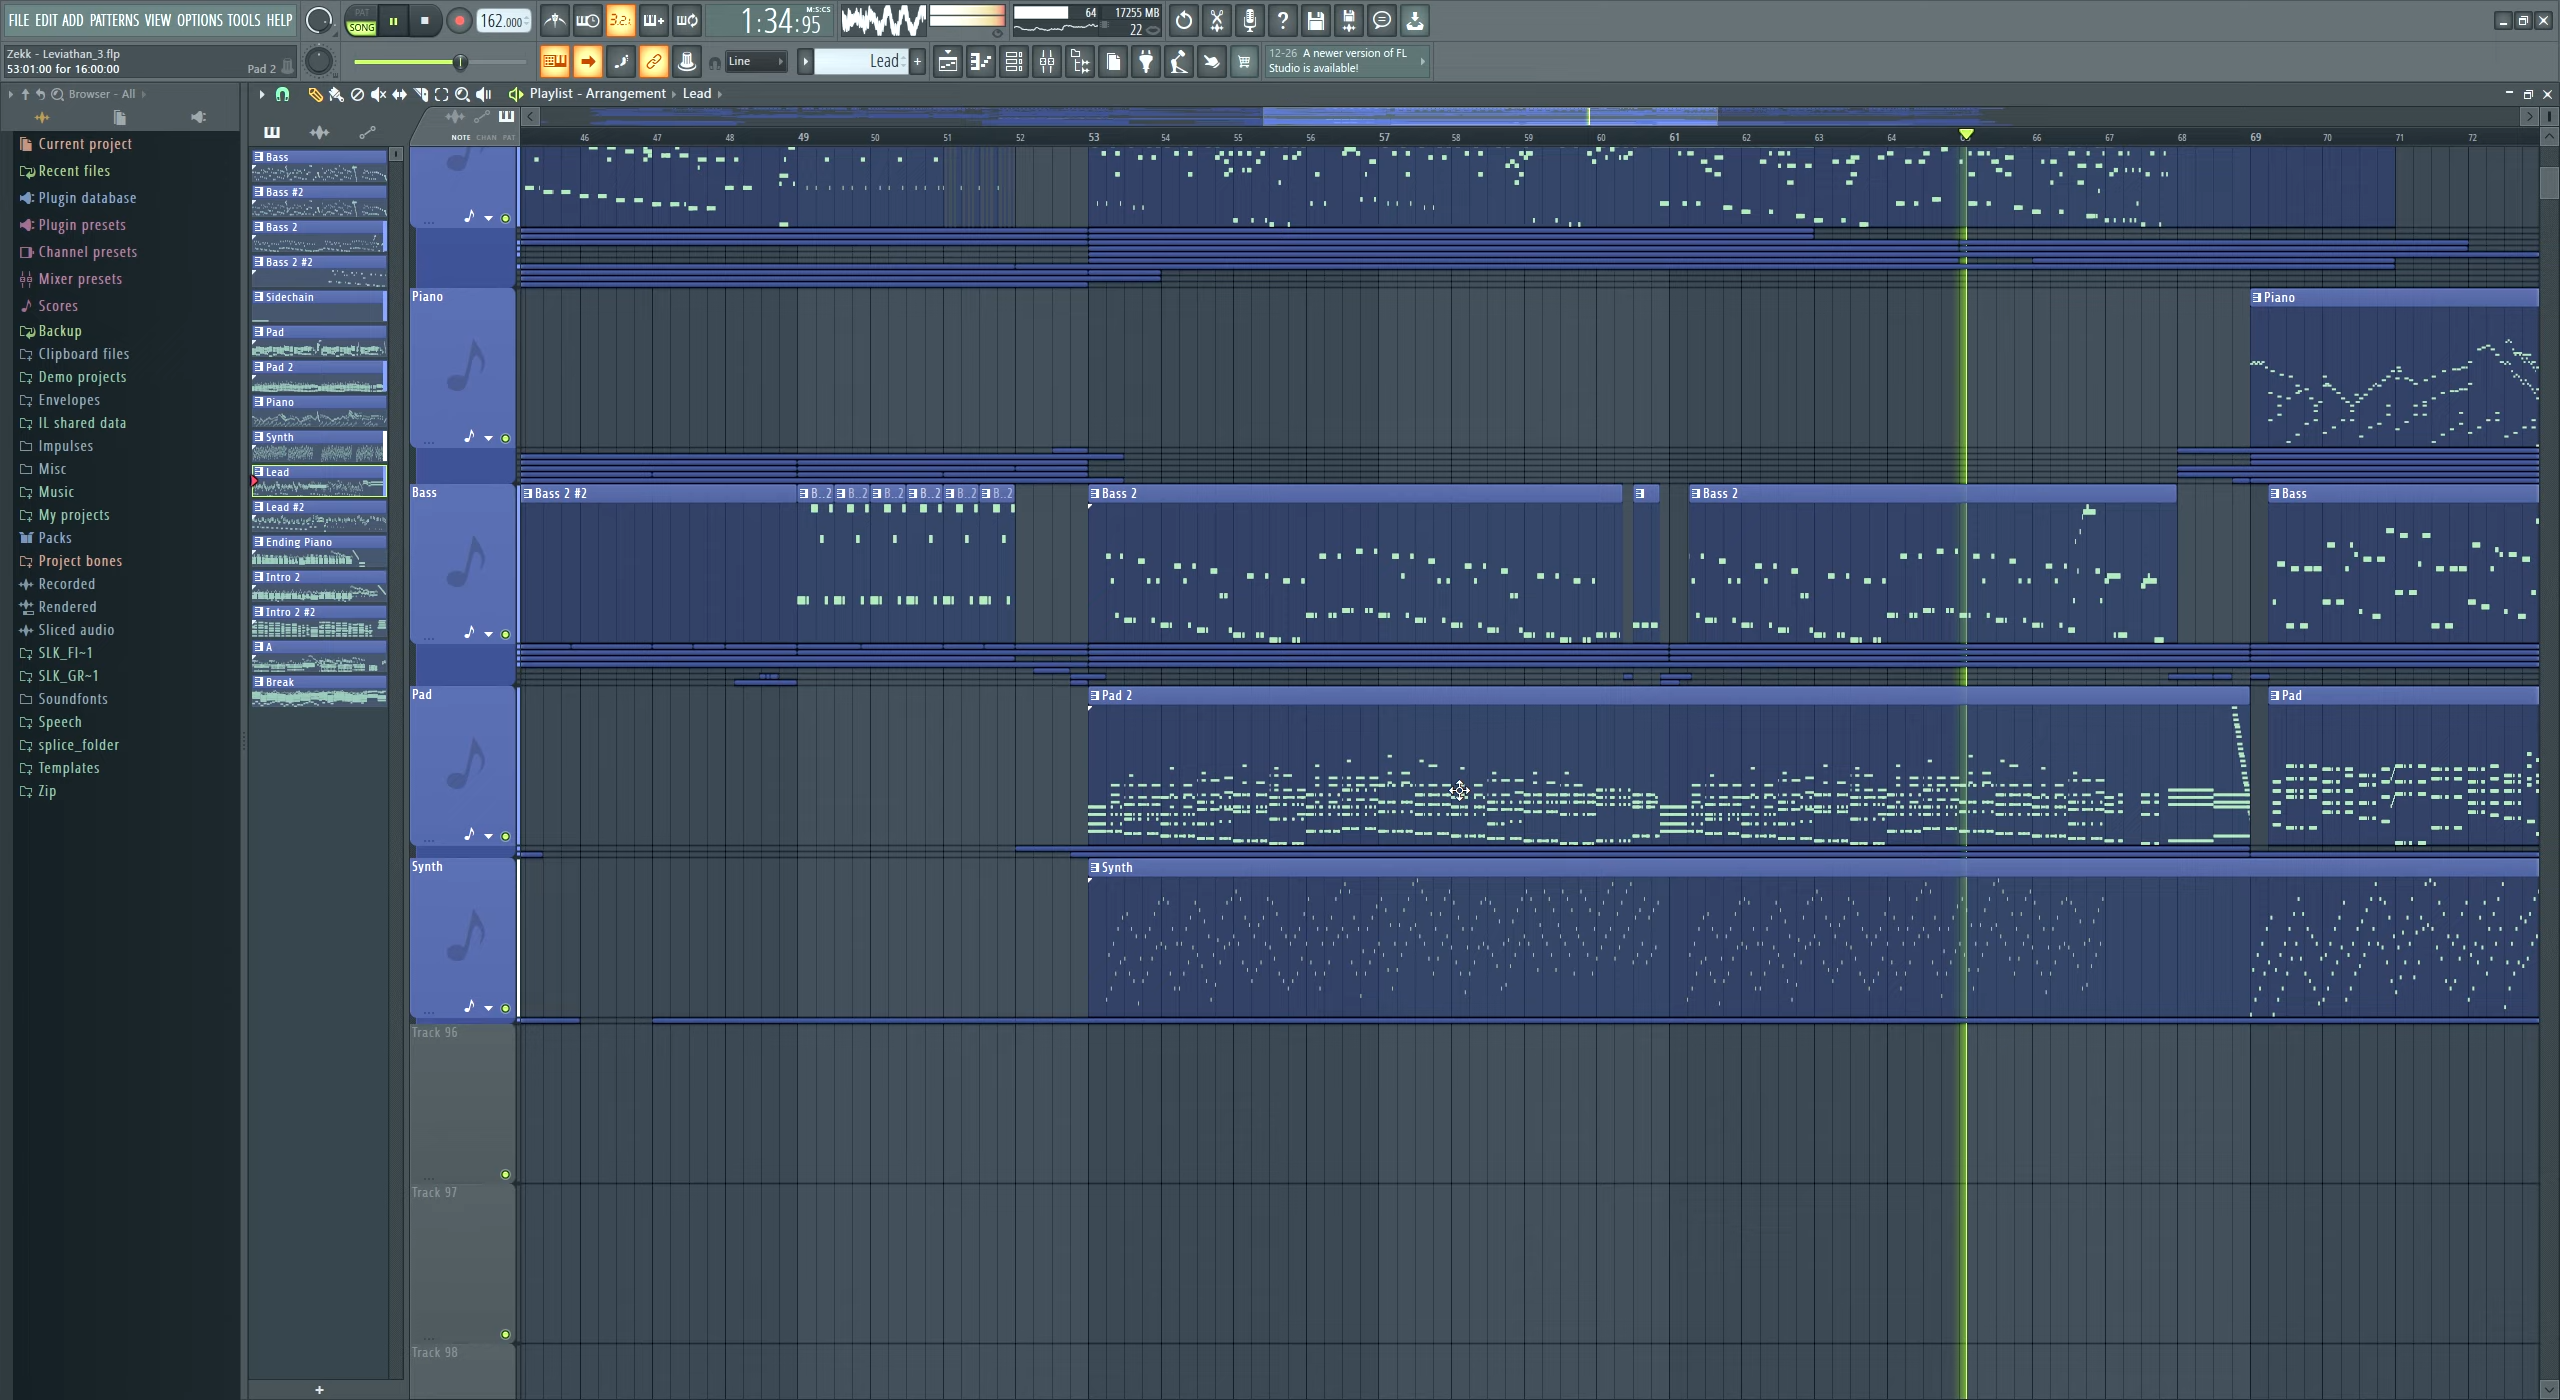 FILE EDIT ADD PATTERNS VIEW OPTIONS TOOLS HELP
PAT
SONG
162.000
3.2.
1:34:95
M:S:CS
64
17255 MB
22
Zekk - Leviathan_3.flp
53:01:00 for 16:00:00
Pad 2
Line
Lead
12-26 A newer version of FL
Studio is available!
Browser - All
Playlist - Arrangement
Lead
NOTE CHAN PAT
46 47 48 49 50 51 52 53 54 55 56 57 58 59 60 61 62 63 64 66 67 68 69 70 71 72
Current project
Recent files
Plugin database
Plugin presets
Channel presets
Mixer presets
Scores
Backup
Clipboard files
Demo projects
Envelopes
IL shared data
Impulses
Misc
Music
My projects
Packs
Project bones
Recorded
Rendered
Sliced audio
SLK_FI~1
SLK_GR~1
Soundfonts
Speech
splice_folder
Templates
Zip
Bass
Bass #2
Bass 2
Bass 2 #2
Sidechain
Pad
Pad 2
Piano
Synth
Lead
Lead #2
Ending Piano
Intro 2
Intro 2 #2
A
Break
Piano
Piano
Bass
Bass 2 #2
B..2 B..2 B..2 B..2 B..2 B..2
Bass 2
Bass 2
Bass
Pad
Pad 2
Pad
Synth
Synth
Track 96
Track 97
Track 98